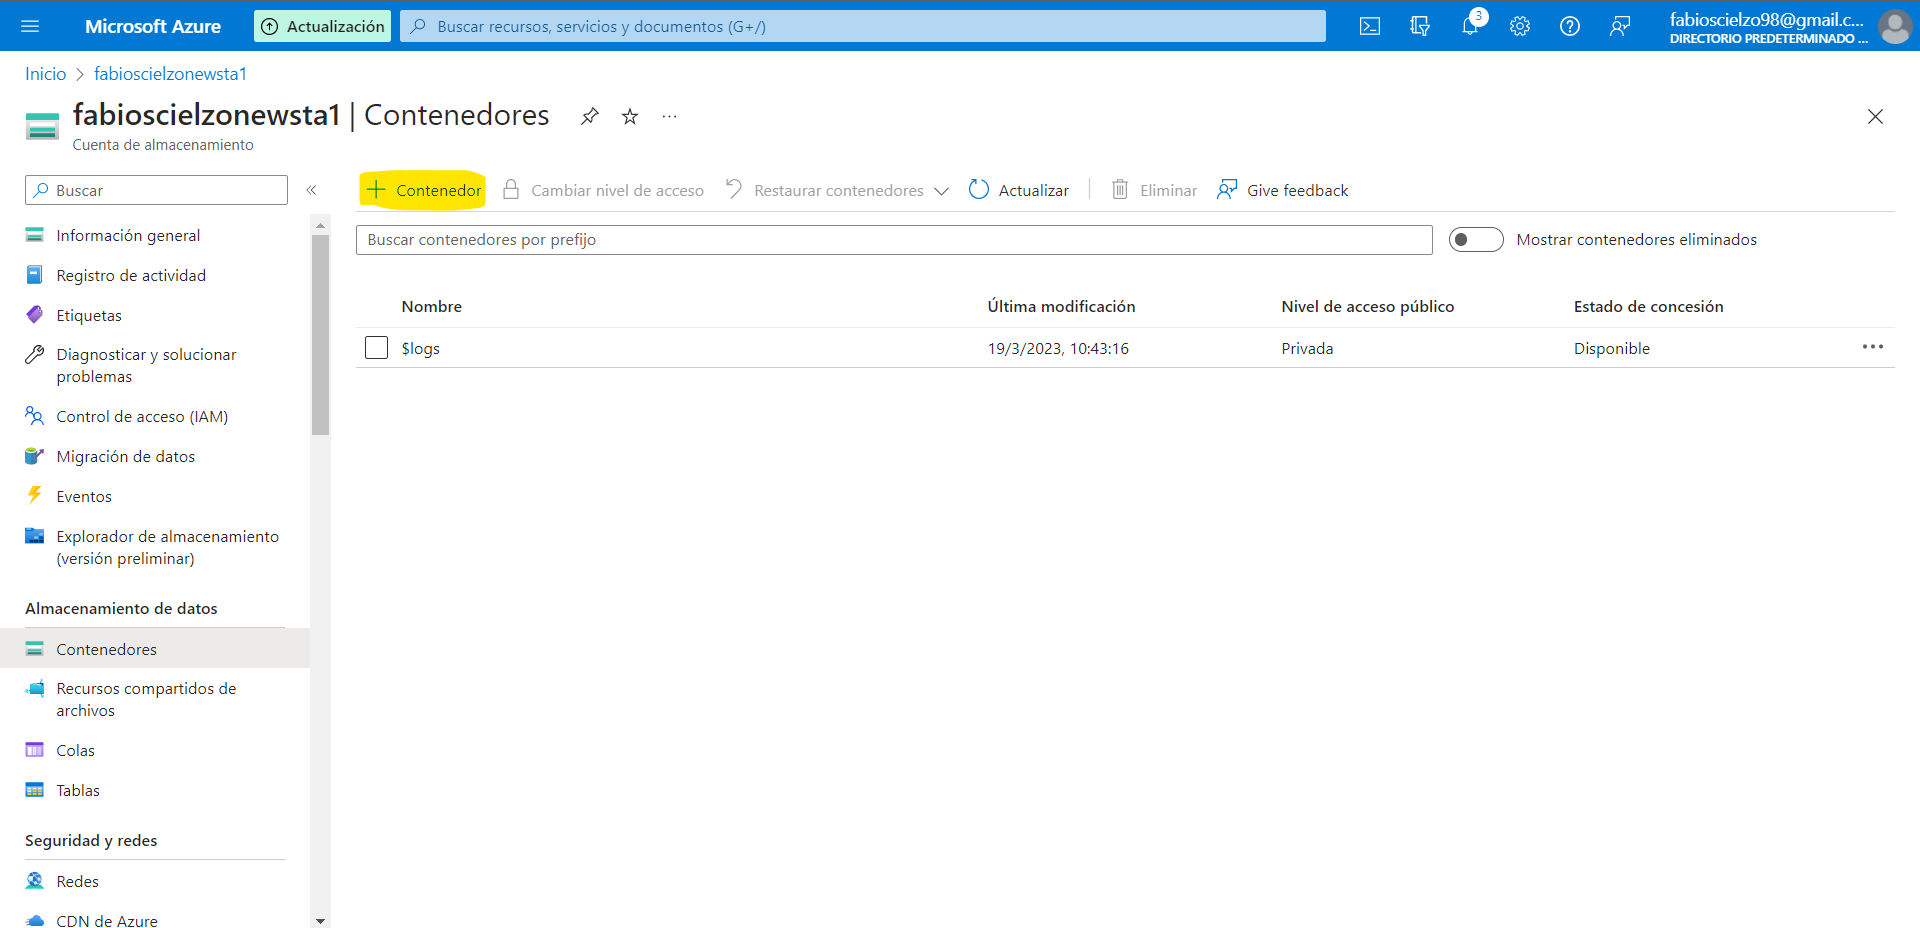 Microsoft Azure
Actualización
Buscar recursos, servicios y documentos (G+/)
3
fabioscielzo98@gmail.c...
DIRECTORIO PREDETERMINADO ...
Inicio > fabioscielzonewsta1
fabioscielzonewsta1 | Contenedores
Cuenta de almacenamiento
Buscar
Contenedor
Cambiar nivel de acceso
Restaurar contenedores
Actualizar
Eliminar
Give feedback
Buscar contenedores por prefijo
Mostrar contenedores eliminados
Nombre Última modificación Nivel de acceso público Estado de concesión
$logs 19/3/2023, 10:43:16 Privada Disponible
Información general
Registro de actividad
Etiquetas
Diagnosticar y solucionar
problemas
Control de acceso (IAM)
Migración de datos
Eventos
Explorador de almacenamiento
(versión preliminar)
Almacenamiento de datos
Contenedores
Recursos compartidos de
archivos
Colas
Tablas
Seguridad y redes
Redes
CDN de Azure